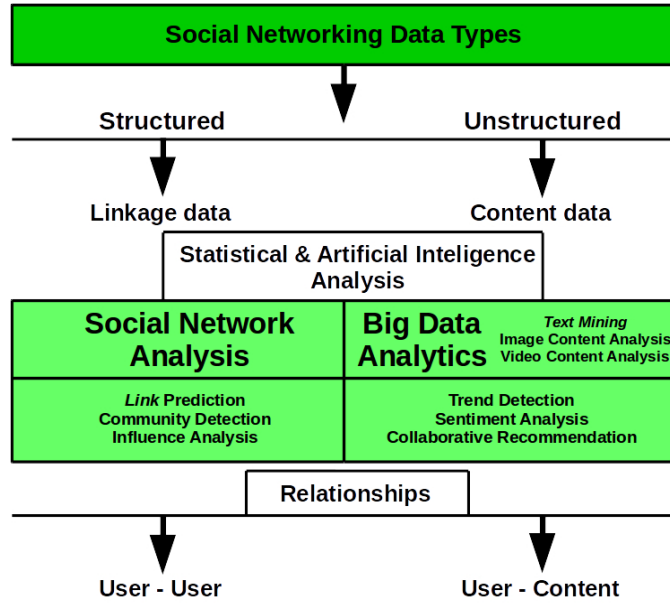 Social Networking Data Types
Structured
Unstructured
Linkage data
Content data
Statistical & Artificial Inteligence
Analysis
Social Network
Analysis
Big Data
Analytics
Text Mining
Image Content Analysis
Video Content Analysis
Link Prediction
Community Detection
Influence Analysis
Trend Detection
Sentiment Analysis
Collaborative Recommendation
Relationships
User - User
User - Content